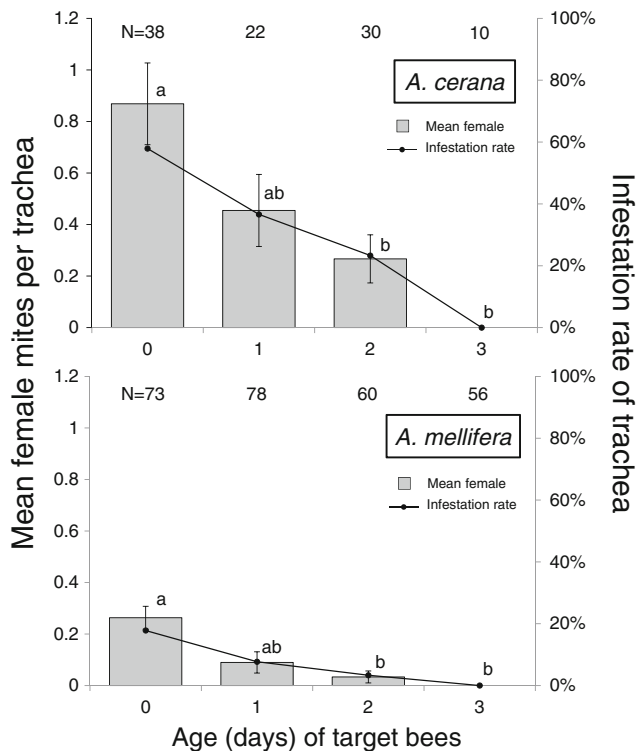 1.2
1
0.8
0.6
0.4
0.2
0
N=38 22 30 10
A. cerana
Mean female
Infestation rate
a
ab
b
b
100%
80%
60%
40%
20%
0%
0 1 2 3
Mean female mites per trachea
Infestation rate of trachea
1.2
1
0.8
0.6
0.4
0.2
0
N=73 78 60 56
A. mellifera
Mean female
Infestation rate
a
ab
b
b
100%
80%
60%
40%
20%
0%
0 1 2 3
Age (days) of target bees